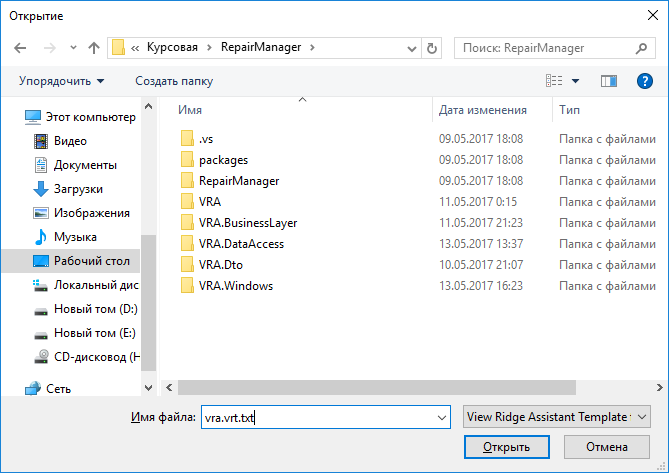 Открытие
« Курсовая > RepairManager >
Поиск: RepairManager
Упорядочить
Создать папку
Имя
Дата изменения
Тип
Этот компьютер
Видео
Документы
Загрузки
Изображения
Музыка
Рабочий стол
Локальный дис
Новый том (D:)
Новый том (E:)
CD-дисковод (H
Сеть
.vs 09.05.2017 18:08 Папка с файлами
packages 09.05.2017 18:08 Папка с файлами
RepairManager 09.05.2017 18:08 Папка с файлами
VRA 11.05.2017 0:15 Папка с файлами
VRA.BusinessLayer 11.05.2017 21:23 Папка с файлами
VRA.DataAccess 13.05.2017 13:37 Папка с файлами
VRA.Dto 10.05.2017 21:07 Папка с файлами
VRA.Windows 13.05.2017 16:23 Папка с файлами
Имя файла: vra.vrt.txt
View Ridge Assistant Template
Открыть
Отмена